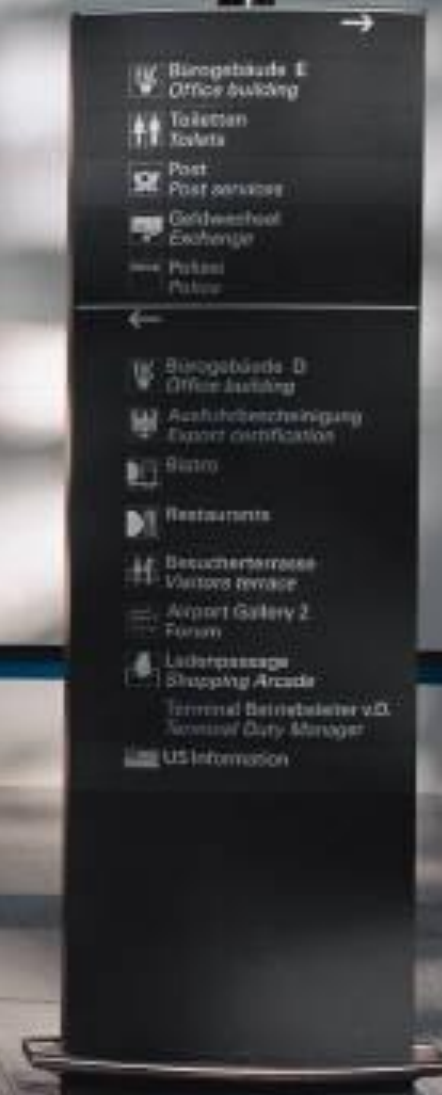 →
Bürogebäude E
Office building
Toiletten
Toilets
Post
Post services
Geldwechsel
Exchange
Polizei
Police
←
Bürogebäude D
Office building
Ausfuhrbescheinigung
Export certification
Bistro
Restaurants
Besucherterrasse
Visitors terrace
Airport Gallery 2
Forum
Ladenpassage
Shopping Arcade
Terminal Betriebsleiter v.D.
Terminal Duty Manager
US Information